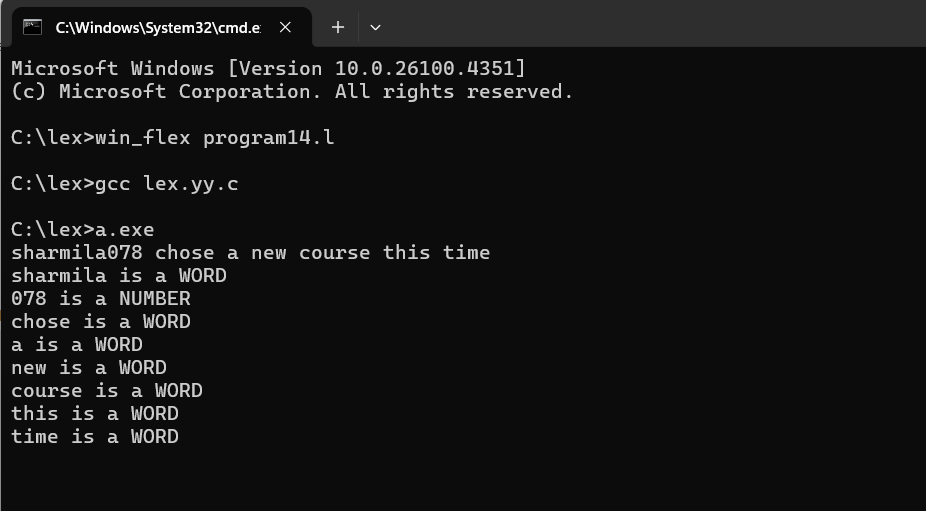 C:\Windows\System32\cmd.e
Microsoft Windows [Version 10.0.26100.4351]
(c) Microsoft Corporation. All rights reserved.
C:\lex>win_flex program14.l
C:\lex>gcc lex.yy.c
C:\lex>a.exe
sharmila078 chose a new course this time
sharmila is a WORD
078 is a NUMBER
chose is a WORD
a is a WORD
new is a WORD
course is a WORD
this is a WORD
time is a WORD